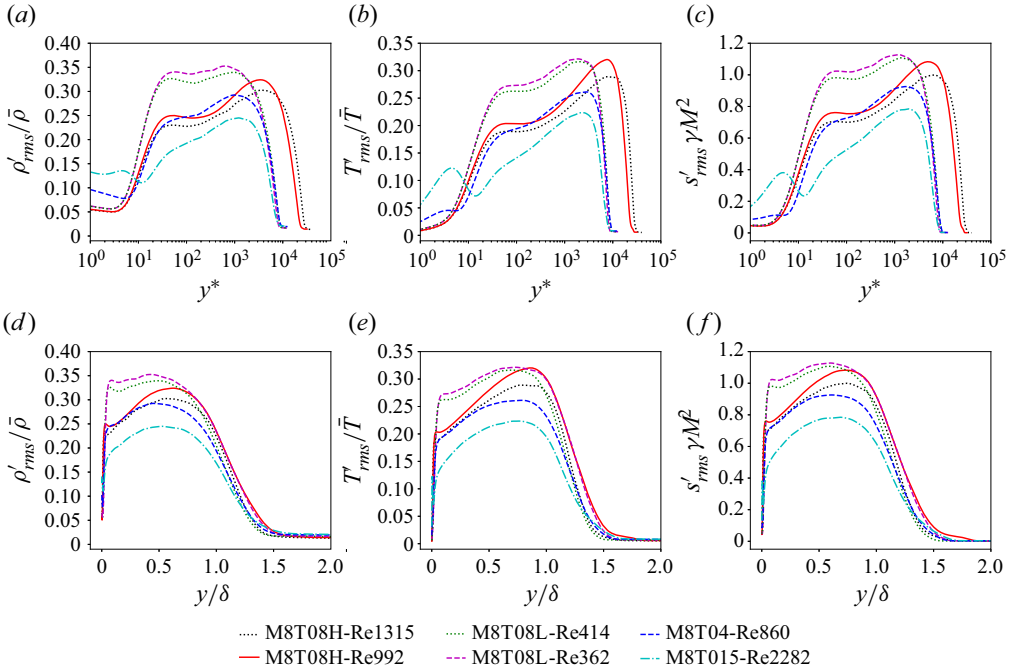 (a) (b) (c)
0.40 0.35 1.2
0.35 0.30 1.0
0.30 0.25 0.8
0.25 0.20 0.6
0.20 0.15 0.4
0.15 0.10 0.2
0.10 0.05 0
0.05 0
0
ρ′rms/ρ̄ T′rms/T̄ s′rms γM²
10⁰ 10¹ 10² 10³ 10⁴ 10⁵ 10⁰ 10¹ 10² 10³ 10⁴ 10⁵ 10⁰ 10¹ 10² 10³ 10⁴ 10⁵
y* y* y*
(d) (e) (f)
0.40 0.35 1.2
0.35 0.30 1.0
0.30 0.25 0.8
0.25 0.20 0.6
0.20 0.15 0.4
0.15 0.10 0.2
0.10 0.05 0
0.05 0
0
ρ′rms/ρ̄ T′rms/T̄ s′rms γM²
0 0.5 1.0 1.5 2.0 0 0.5 1.0 1.5 2.0 0 0.5 1.0 1.5 2.0
y/δ y/δ y/δ
M8T08H-Re1315 M8T08L-Re414 M8T04-Re860
M8T08H-Re992 M8T08L-Re362 M8T015-Re2282